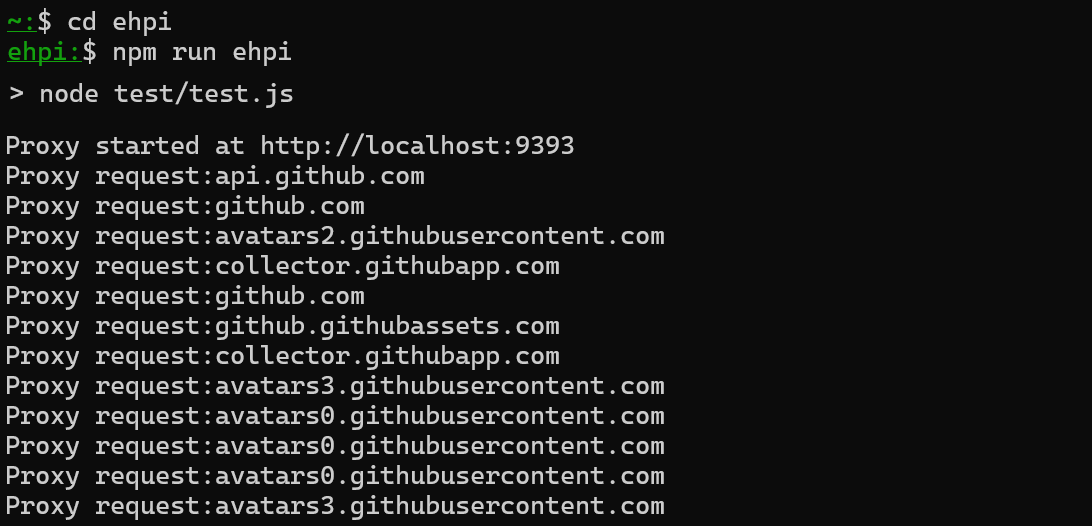 ~:$ cd ehpi
ehpi:$ npm run ehpi
> node test/test.js
Proxy started at http://localhost:9393
Proxy request:api.github.com
Proxy request:github.com
Proxy request:avatars2.githubusercontent.com
Proxy request:collector.githubapp.com
Proxy request:github.com
Proxy request:github.githubassets.com
Proxy request:collector.githubapp.com
Proxy request:avatars3.githubusercontent.com
Proxy request:avatars0.githubusercontent.com
Proxy request:avatars0.githubusercontent.com
Proxy request:avatars0.githubusercontent.com
Proxy request:avatars3.githubusercontent.com